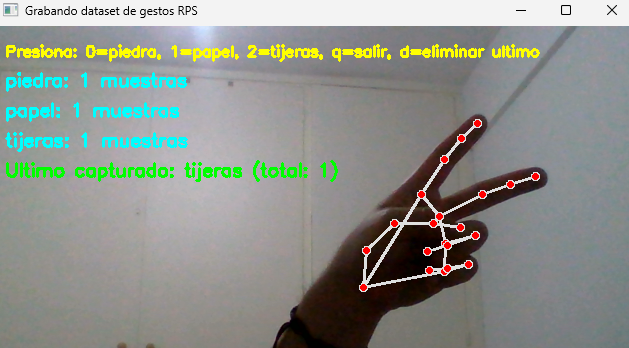 Grabando dataset de gestos RPS
Presiona: 0=piedra, 1=papel, 2=tijeras, q=salir, d=eliminar ultimo
piedra: 1 muestras
papel: 1 muestras
tijeras: 1 muestras
Ultimo capturado: tijeras (total: 1)